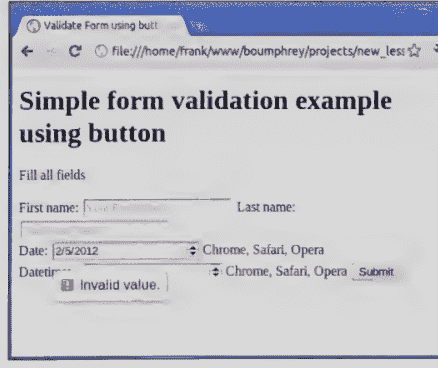 Validate Form using butt
file:///home/frank/www/boumphrey/projects/new_less
Simple form validation example
using button
Fill all fields
First name: Last name:
Date: 2/5/2012 Chrome, Safari, Opera
Chrome, Safari, Opera Submit
Invalid value.